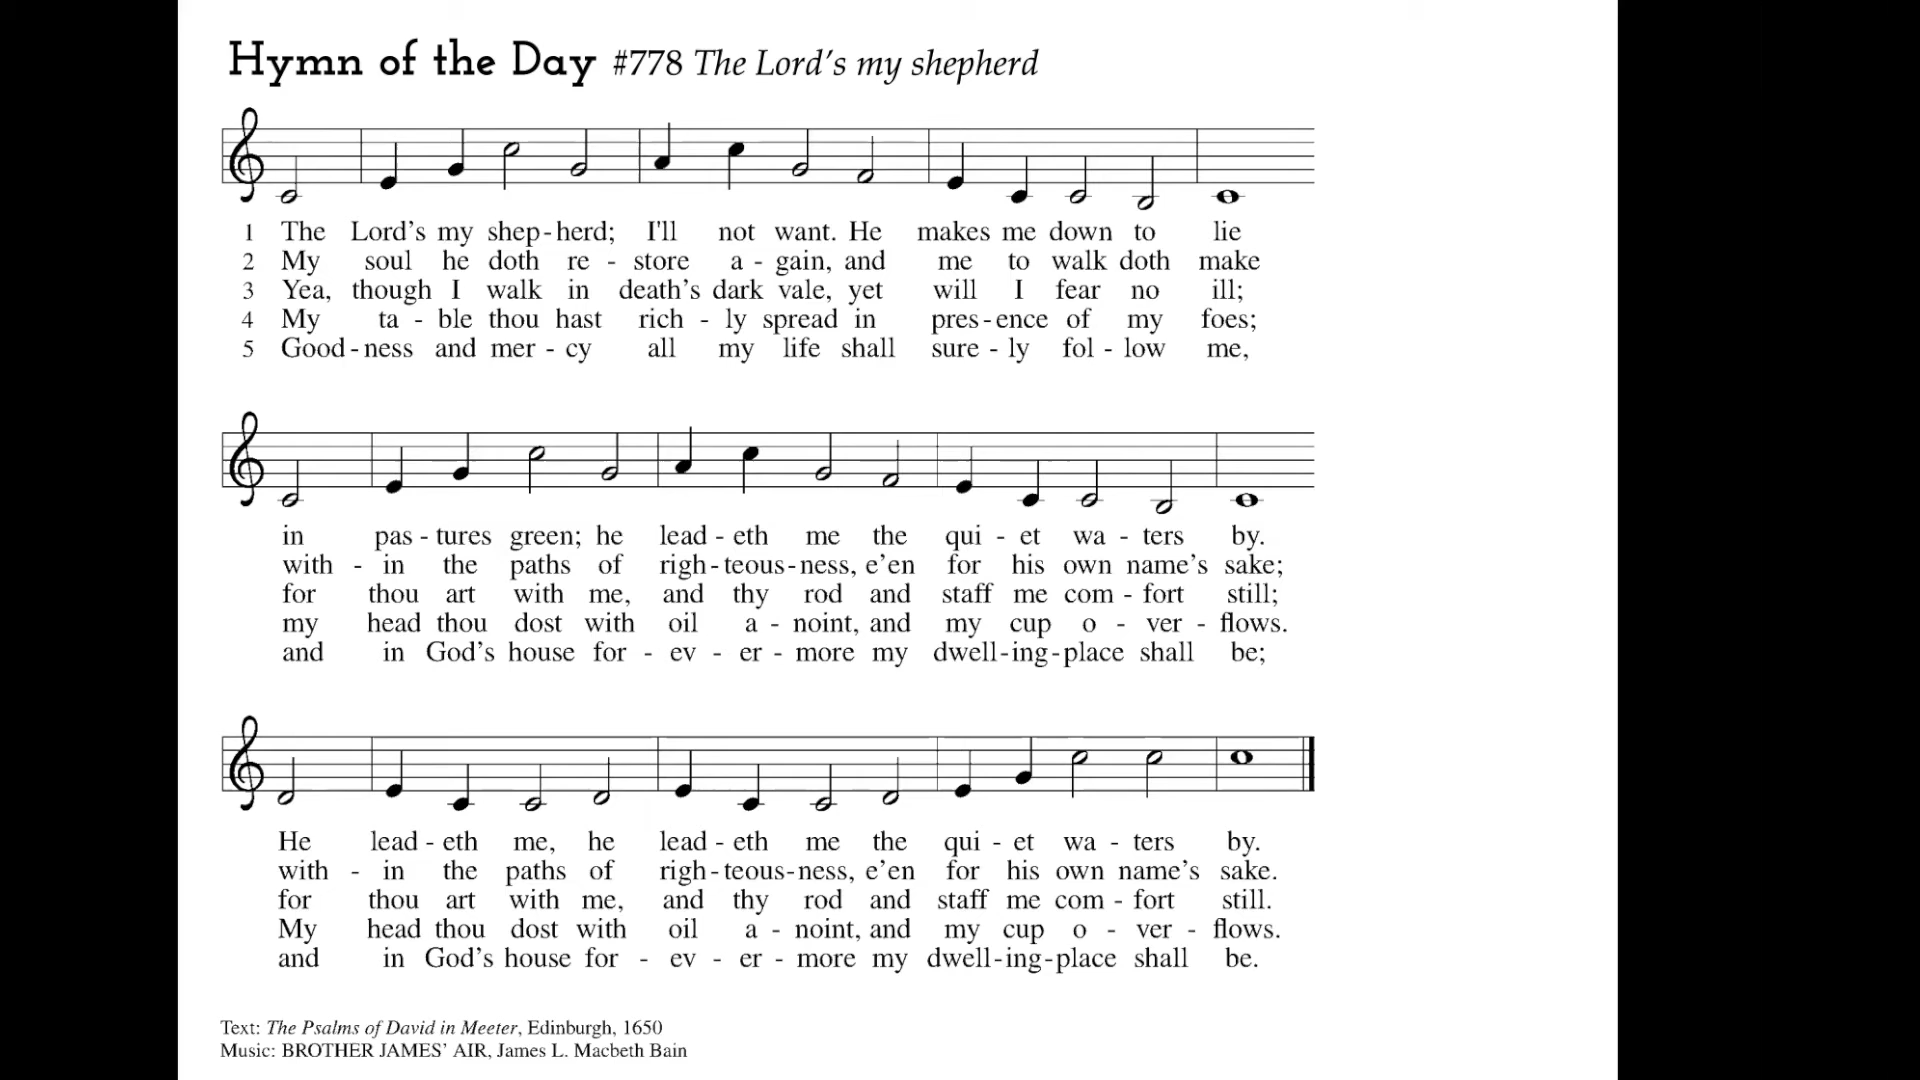 Hymn of the Day #778 The Lord's my shepherd
1 The Lord's my shep-herd; I'll not want. He makes me down to lie
2 My soul he doth re - store a - gain, and me to walk doth make
3 Yea, though I walk in death's dark vale, yet will I fear no ill;
4 My ta - ble thou hast rich - ly spread in pres-ence of my foes;
5 Good-ness and mer - cy all my life shall sure - ly fol - low me,
in pas - tures green; he lead - eth me the qui - et wa - ters by.
with - in the paths of righ-teous-ness, e'en for his own name's sake;
for thou art with me, and thy rod and staff me com - fort still;
my head thou dost with oil a - noint, and my cup o - ver - flows.
and in God's house for - ev - er - more my dwell-ing-place shall be;
He lead - eth me, he lead - eth me the qui - et wa - ters by.
with - in the paths of righ-teous-ness, e'en for his own name's sake.
for thou art with me, and thy rod and staff me com - fort still.
My head thou dost with oil a - noint, and my cup o - ver - flows.
and in God's house for - ev - er - more my dwell-ing-place shall be.
Text: The Psalms of David in Meeter, Edinburgh, 1650
Music: BROTHER JAMES' AIR, James L. Macbeth Bain